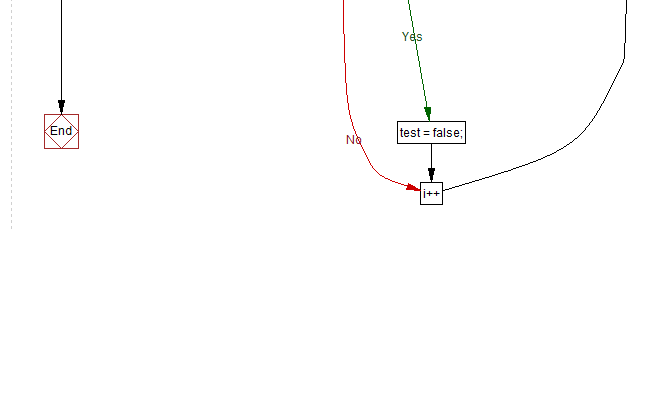 Yes
End
test = false;
No
i++